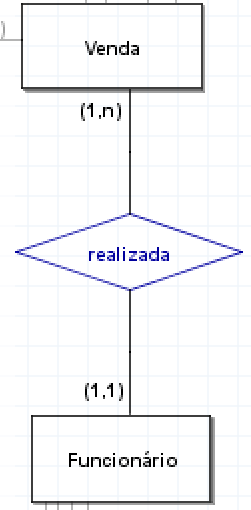 )
Venda
(1,n)
realizada
(1,1)
Funcionário